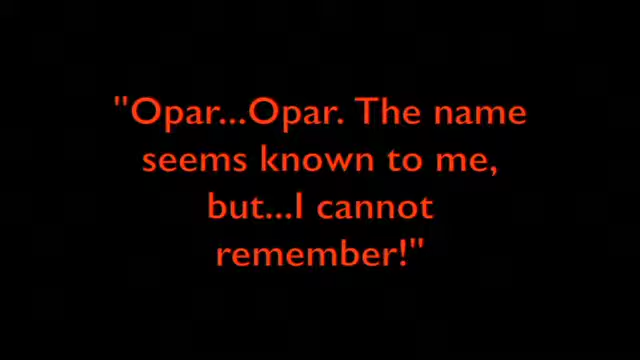 "Opar...Opar. The name
seems known to me,
but...I cannot
remember!"